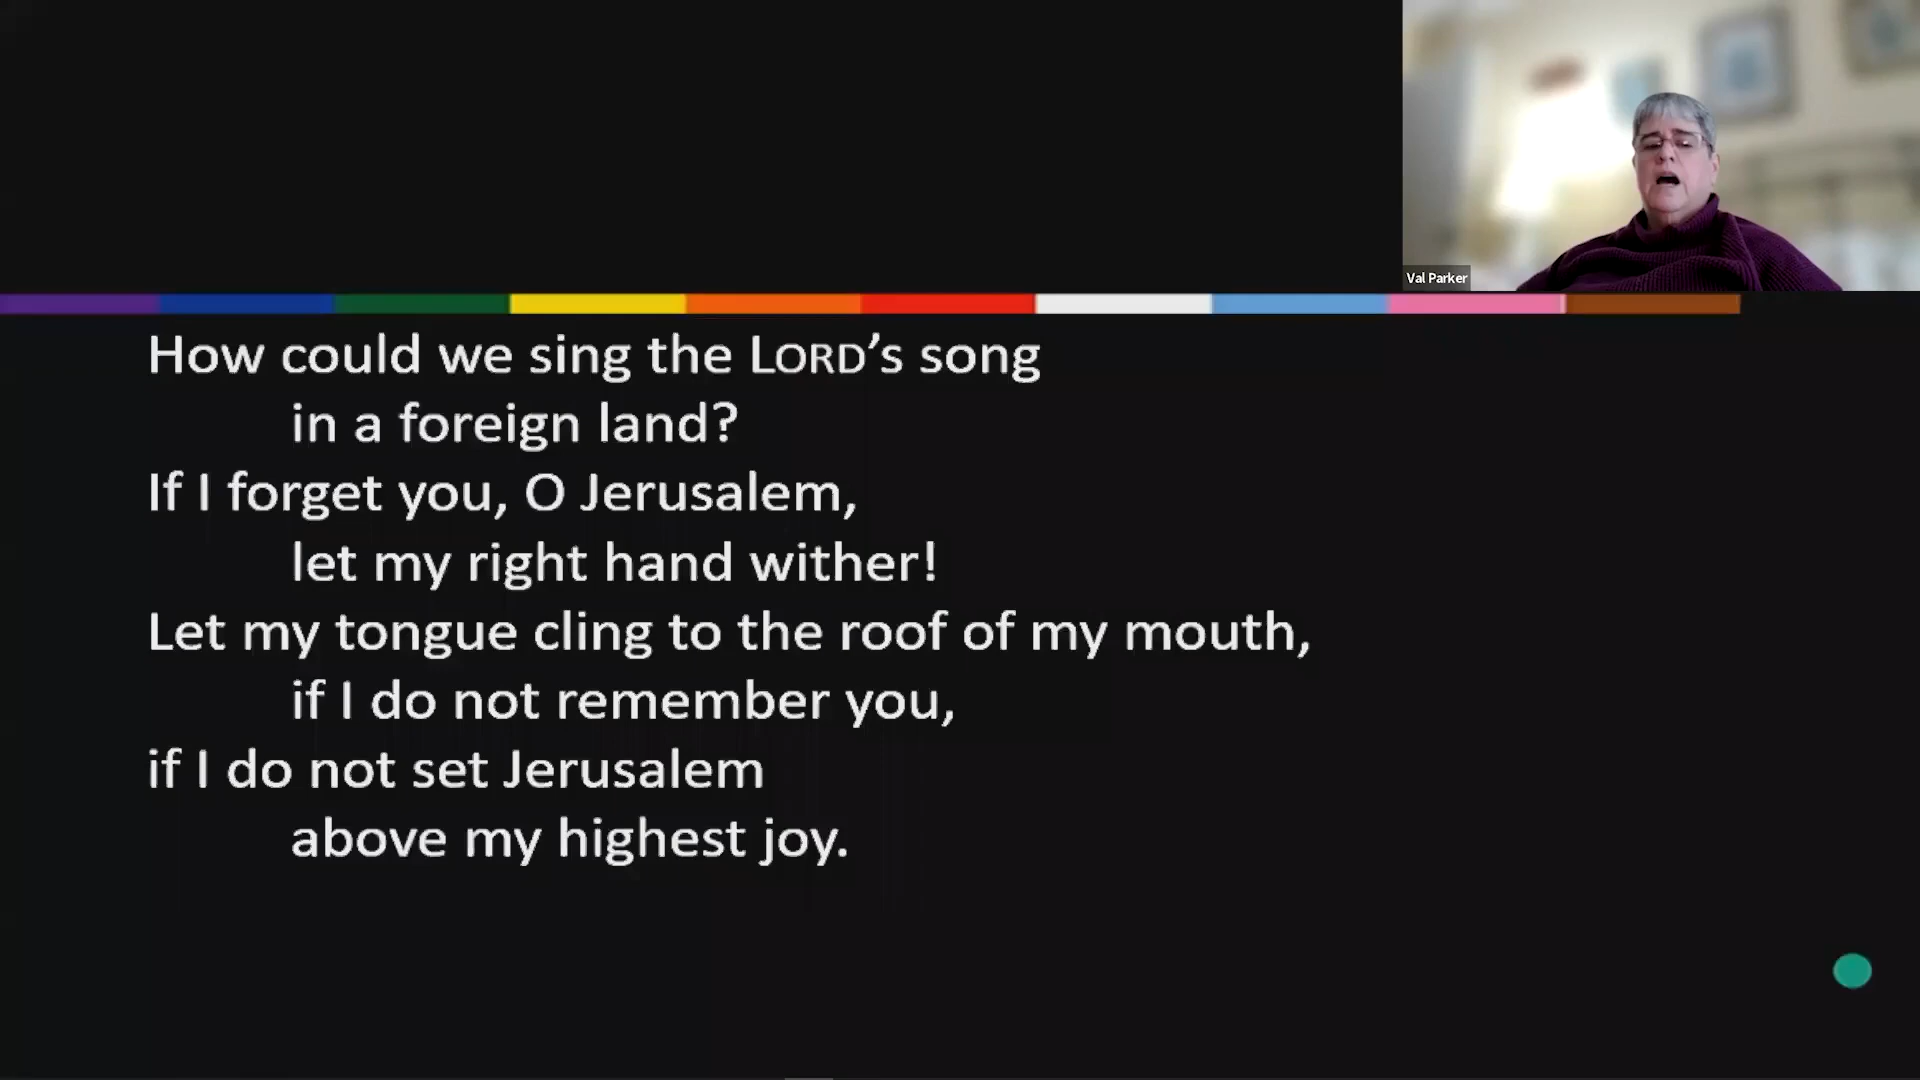 Val Parker
How could we sing the LORD’s song
in a foreign land?
If I forget you, O Jerusalem,
let my right hand wither!
Let my tongue cling to the roof of my mouth,
if I do not remember you,
if I do not set Jerusalem
above my highest joy.